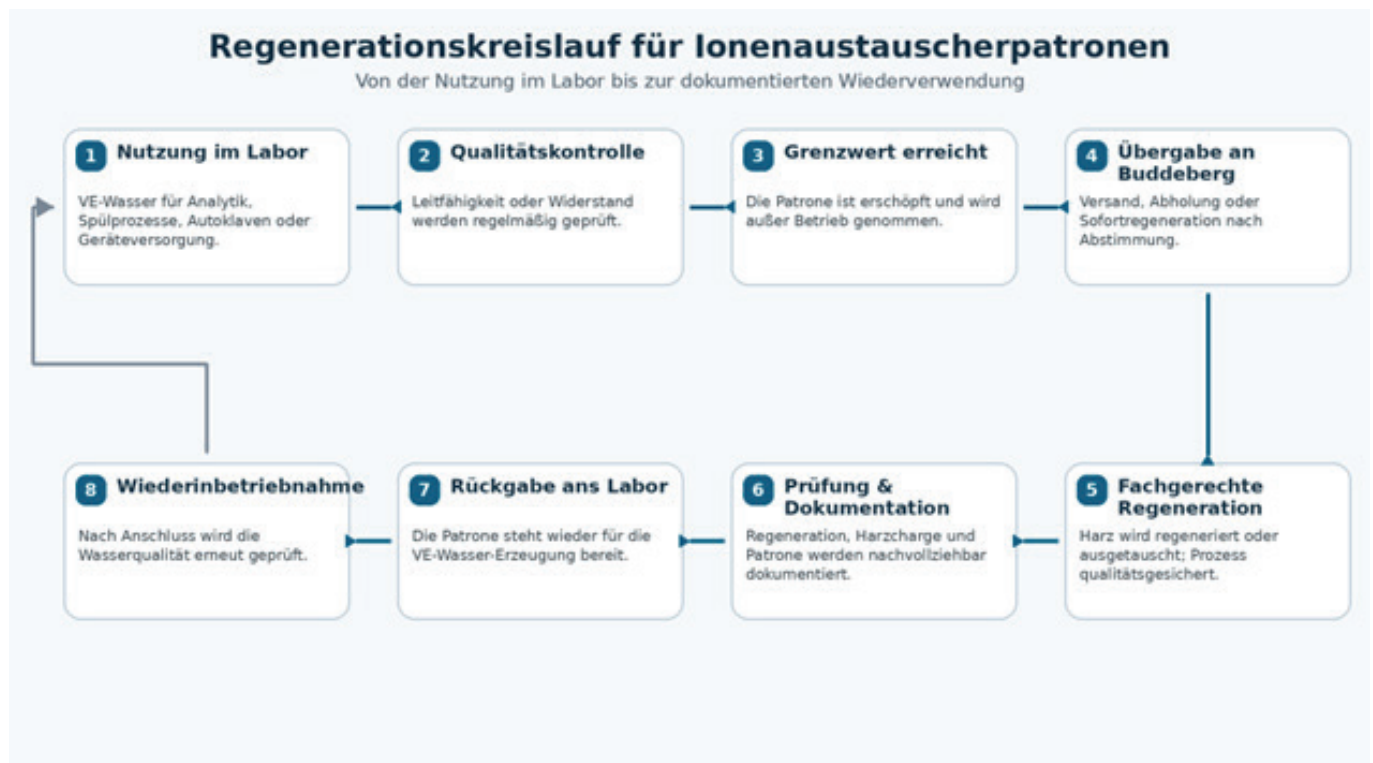 Regenerationskreislauf für Ionenaustauscherpatronen
Von der Nutzung im Labor bis zur dokumentierten Wiederverwendung
1 Nutzung im Labor
VE-Wasser für Analytik,
Spülprozesse, Autoklaven oder
Geräteversorgung.
2 Qualitätskontrolle
Leitfähigkeit oder Widerstand
werden regelmäßig geprüft.
3 Grenzwert erreicht
Die Patrone ist erschöpft und wird
außer Betrieb genommen.
4 Übergabe an
Buddeberg
Versand, Abholung oder
Sofortregeneration nach
Abstimmung.
8 Wiederinbetriebnahme
Nach Anschluss wird die
Wasserqualität erneut geprüft.
7 Rückgabe ans Labor
Die Patrone steht wieder für die
VE-Wasser-Erzeugung bereit.
6 Prüfung &
Dokumentation
Regeneration, Harzcharge und
Patrone werden nachvollziehbar
dokumentiert.
5 Fachgerechte
Regeneration
Harz wird regeneriert oder
ausgetauscht; Prozess
qualitätsgesichert.